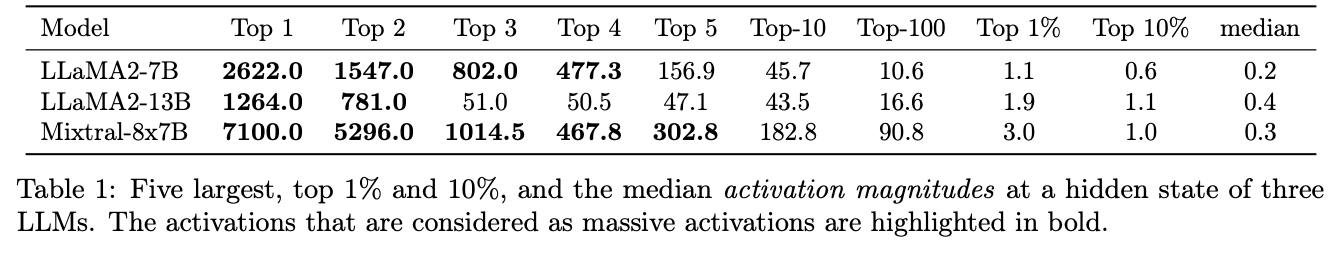 Model Top 1 Top 2 Top 3 Top 4 Top 5 Top-10 Top-100 Top 1% Top 10% median
LLaMA2-7B 2622.0 1547.0 802.0 477.3 156.9 45.7 10.6 1.1 0.6 0.2
LLaMA2-13B 1264.0 781.0 51.0 50.5 47.1 43.5 16.6 1.9 1.1 0.4
Mixtral-8x7B 7100.0 5296.0 1014.5 467.8 302.8 182.8 90.8 3.0 1.0 0.3
Table 1: Five largest, top 1% and 10%, and the median activation magnitudes at a hidden state of three
LLMs. The activations that are considered as massive activations are highlighted in bold.